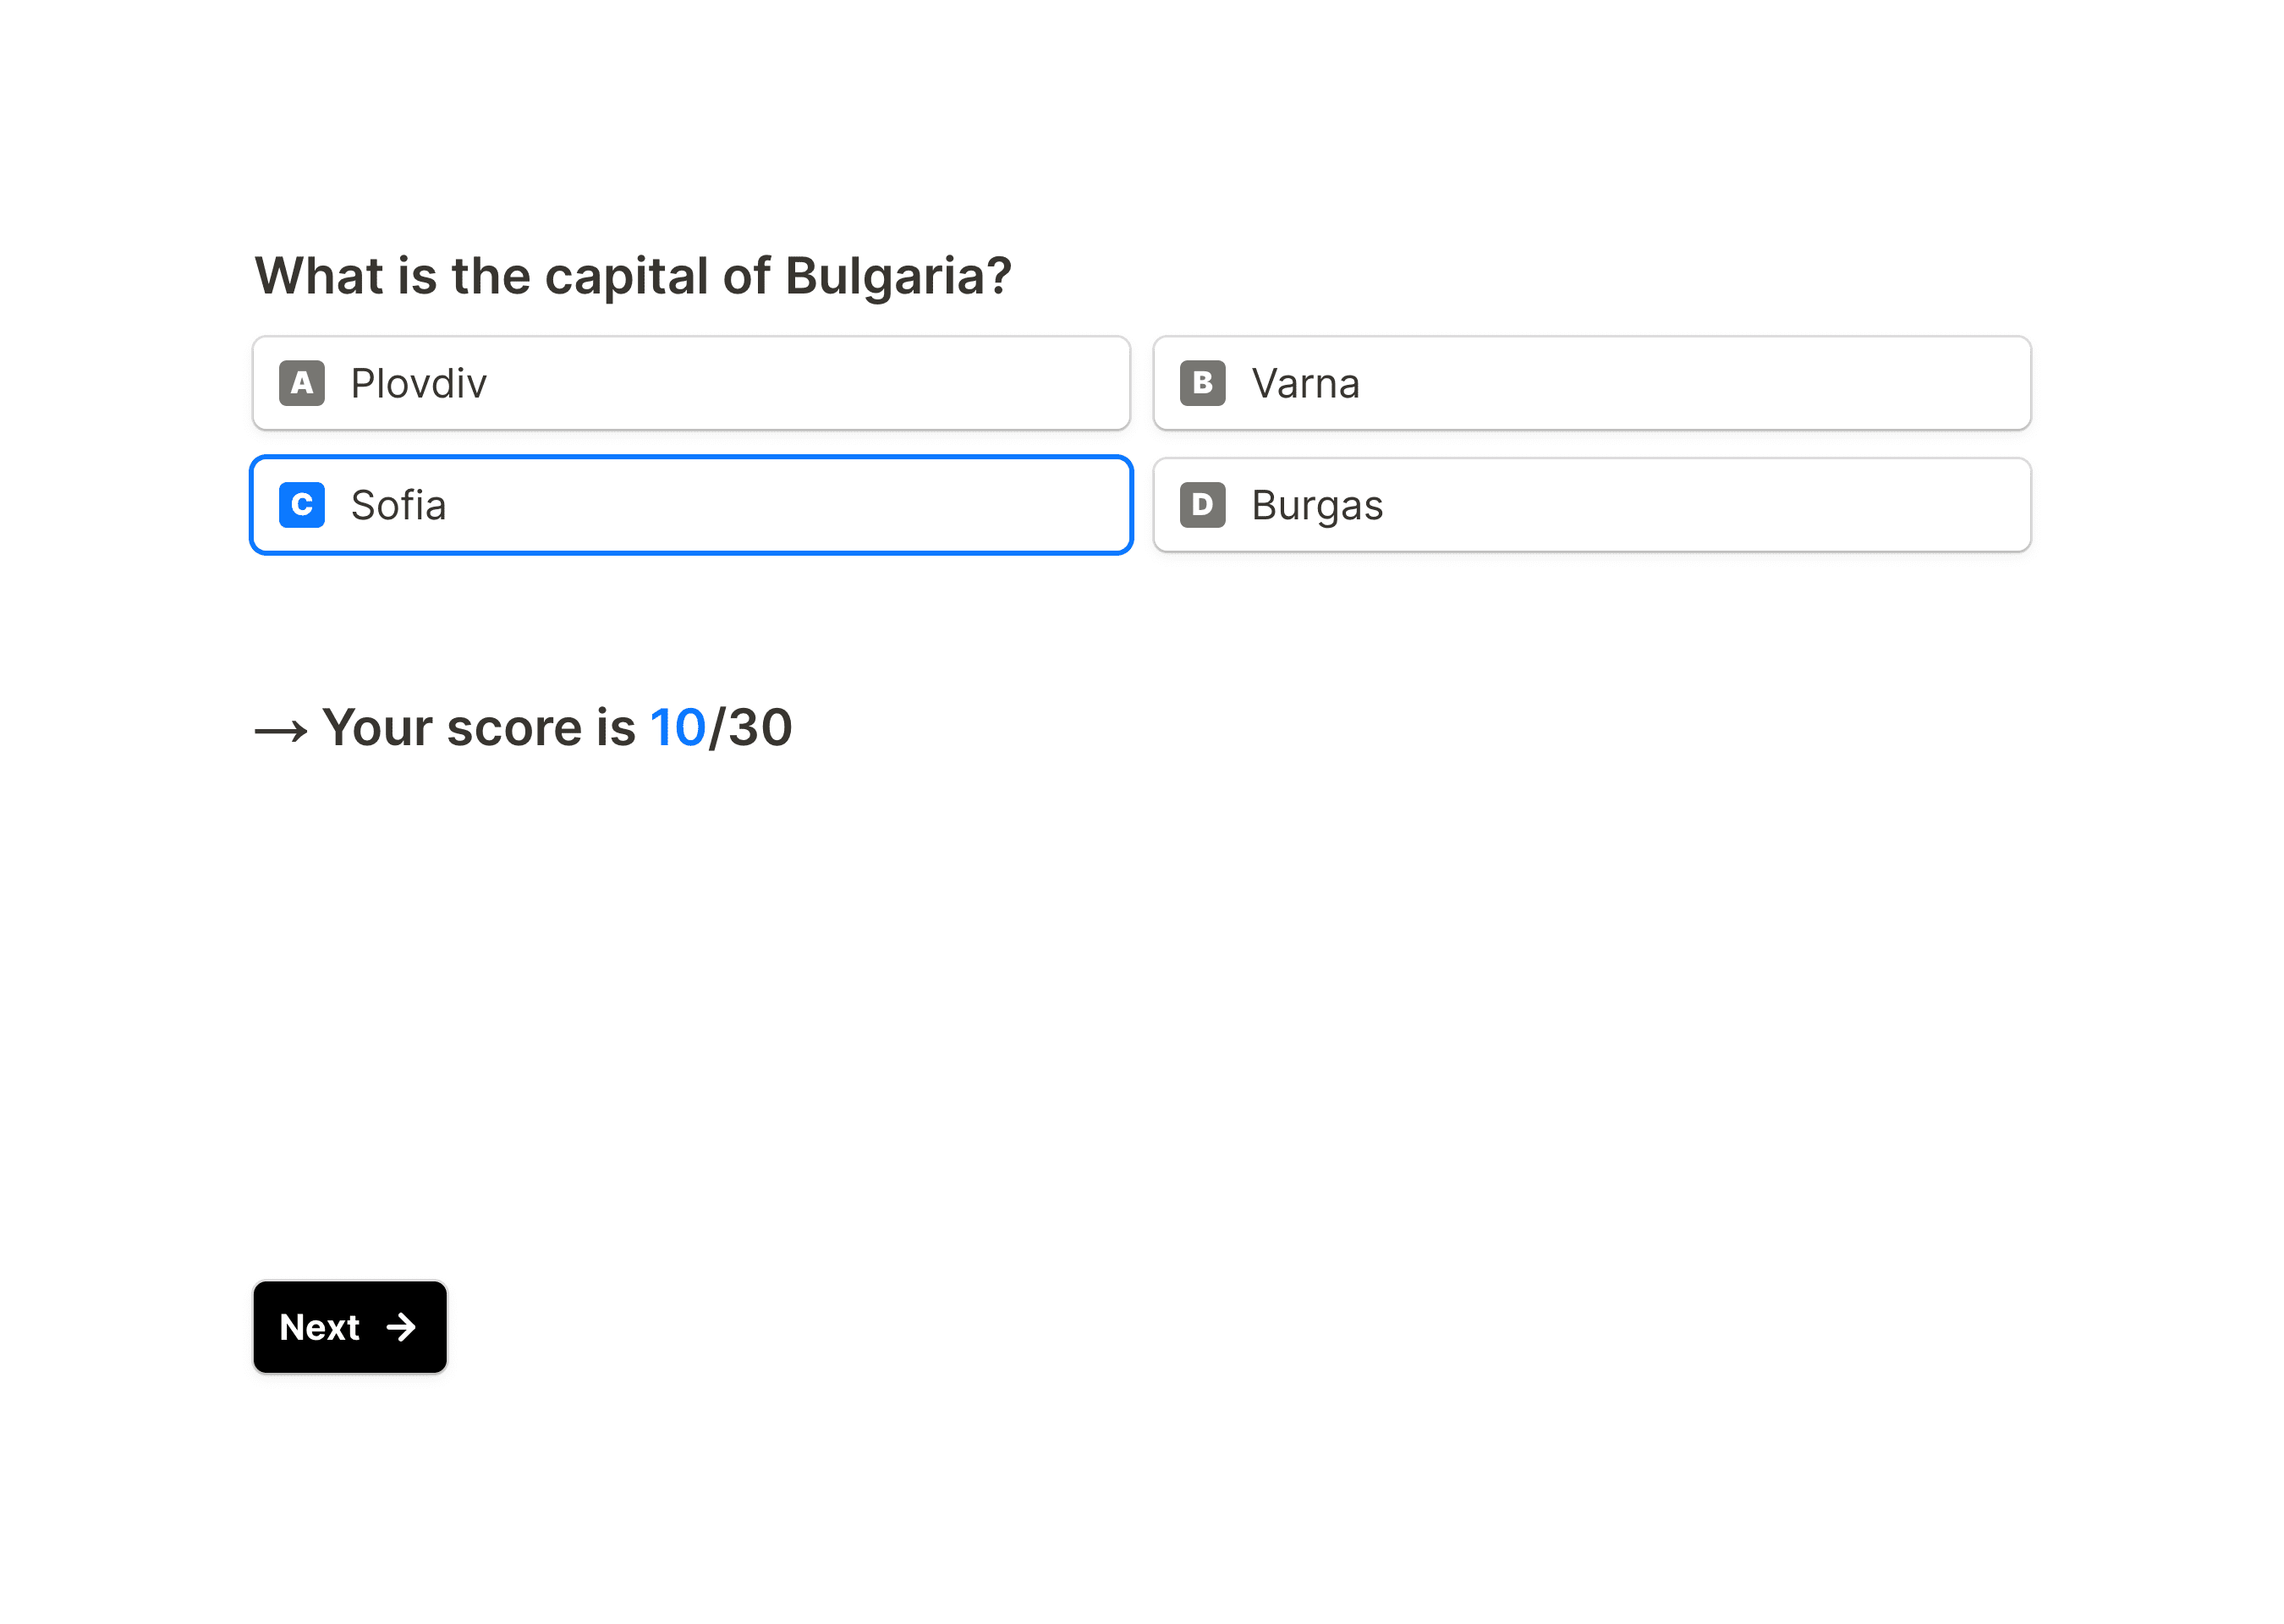 What is the capital of Bulgaria?
A Plovdiv
B Varna
C Sofia
D Burgas
→ Your score is 10/30
Next →